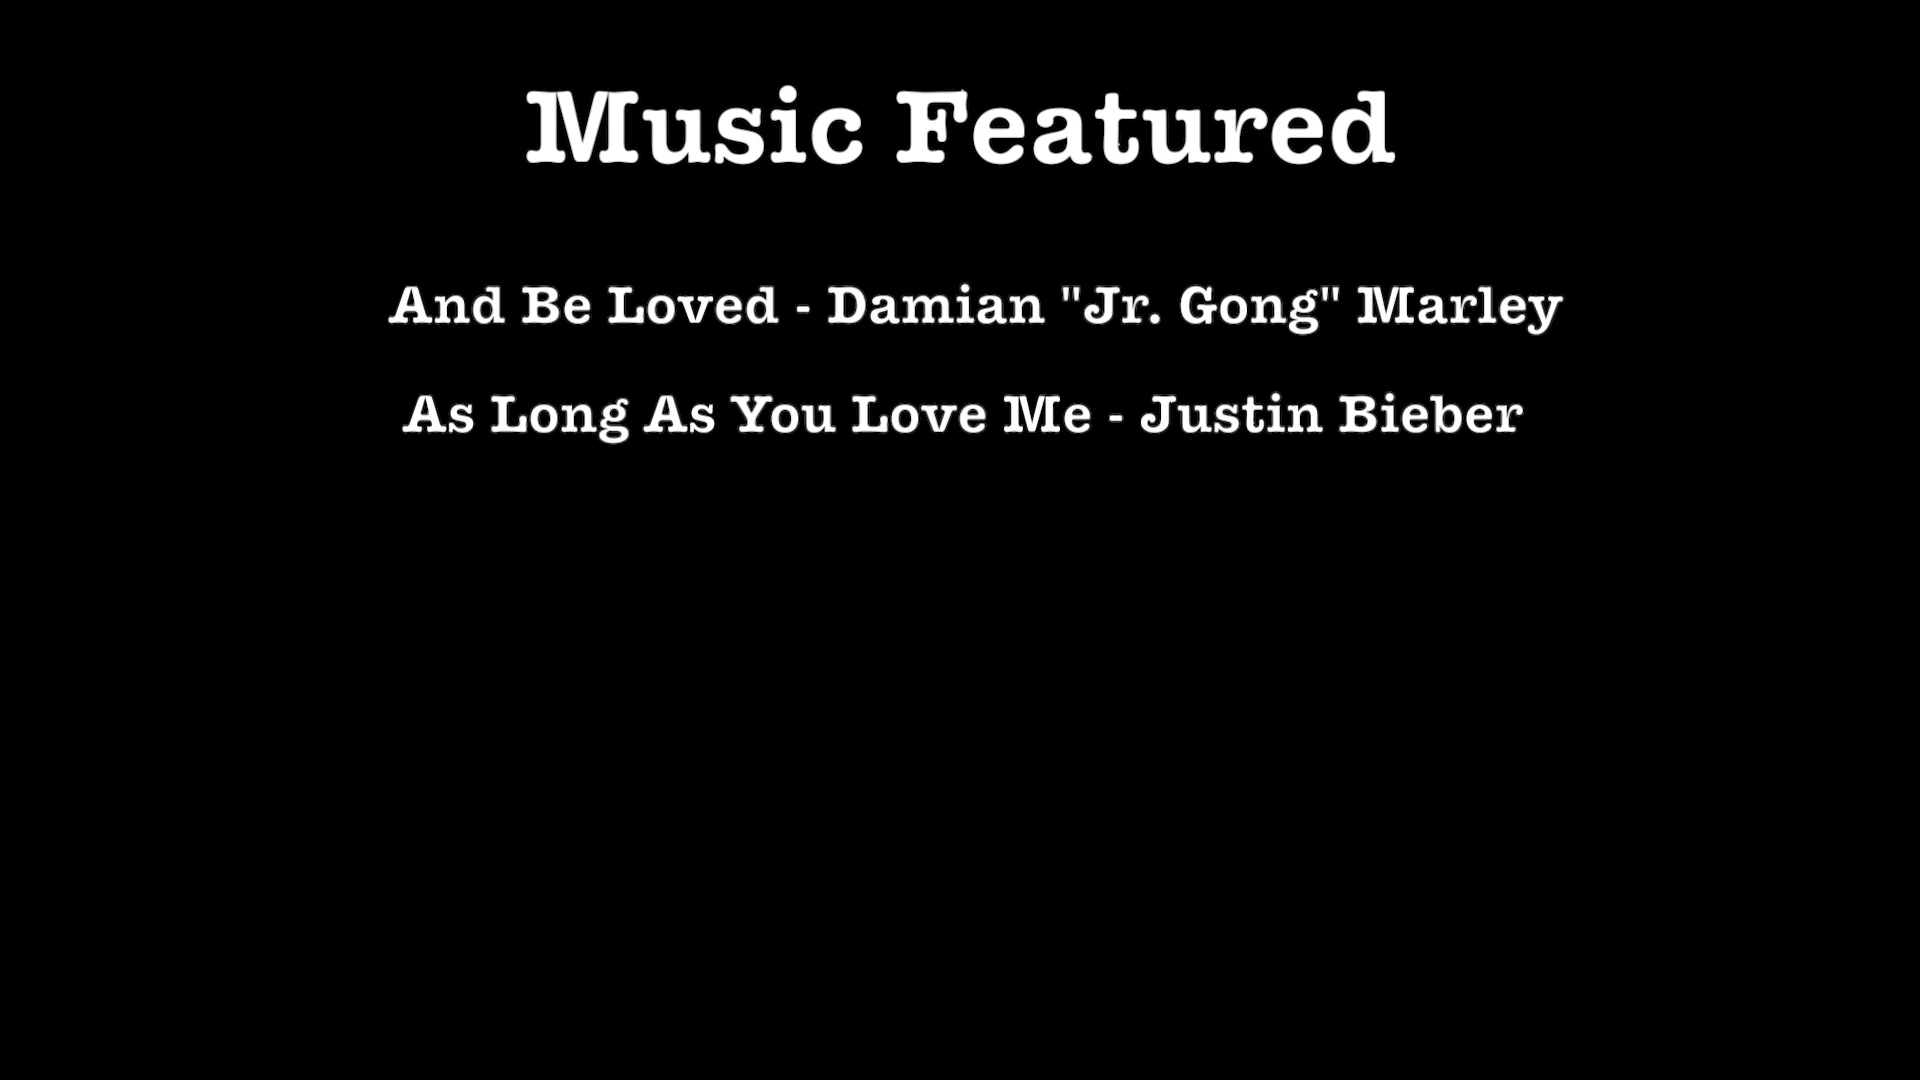 Music Featured
And Be Loved - Damian "Jr. Gong" Marley
As Long As You Love Me - Justin Bieber